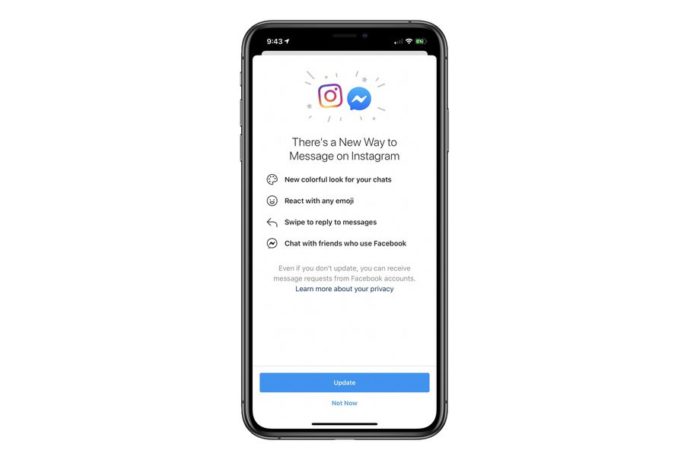 9:43
There's a New Way to
Message on Instagram
New colorful look for your chats
React with any emoji
Swipe to reply to messages
Chat with friends who use Facebook
Even if you don't update, you can receive
message requests from Facebook accounts.
Learn more about your privacy
Update
Not Now